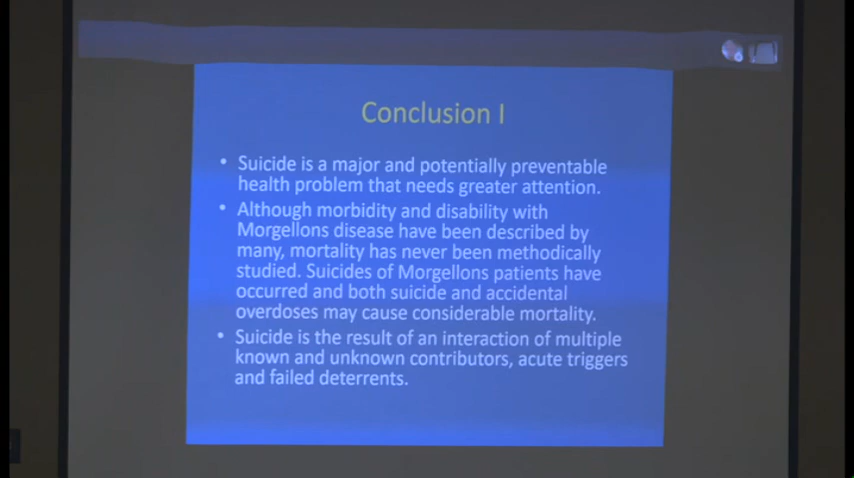 Conclusion I
• Suicide is a major and potentially preventable
health problem that needs greater attention.
• Although morbidity and disability with
Morgellons disease have been described by
many, mortality has never been methodically
studied. Suicides of Morgellons patients have
occurred and both suicide and accidental
overdoses may cause considerable mortality.
• Suicide is the result of an interaction of multiple
known and unknown contributors, acute triggers
and failed deterrents.